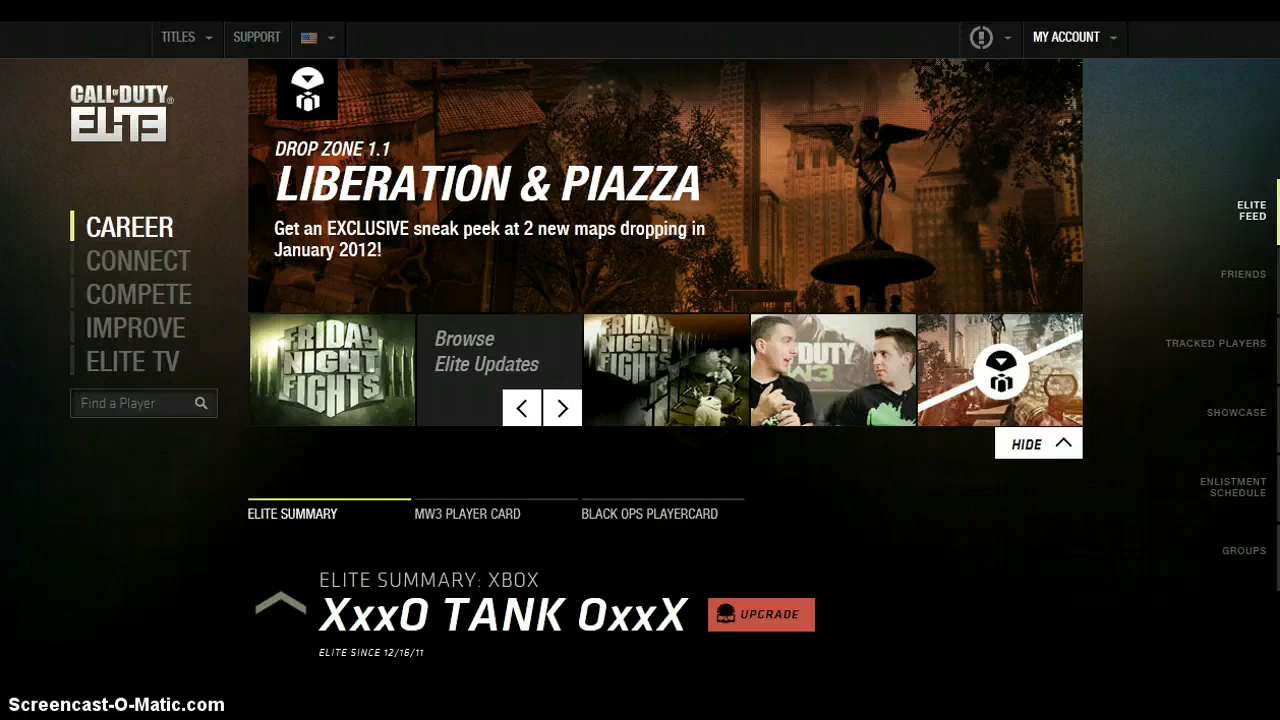 TITLES
SUPPORT
MY ACCOUNT
CALL OF DUTY®
ELITE
CAREER
CONNECT
COMPETE
IMPROVE
ELITE TV
Find a Player
DROP ZONE 1.1
LIBERATION & PIAZZA
Get an EXCLUSIVE sneak peek at 2 new maps dropping in
January 2012!
FRIDAY
NIGHT
FIGHTS
Browse
Elite Updates
FRIDAY
NIGHT
FIGHTS
DUTY
HIDE
ELITE
FEED
FRIENDS
TRACKED PLAYERS
SHOWCASE
ENLISTMENT
SCHEDULE
GROUPS
ELITE SUMMARY
MW3 PLAYER CARD
BLACK OPS PLAYERCARD
ELITE SUMMARY: XBOX
XxxO TANK OxxX
UPGRADE
ELITE SINCE 12/16/11
Screencast-O-Matic.com